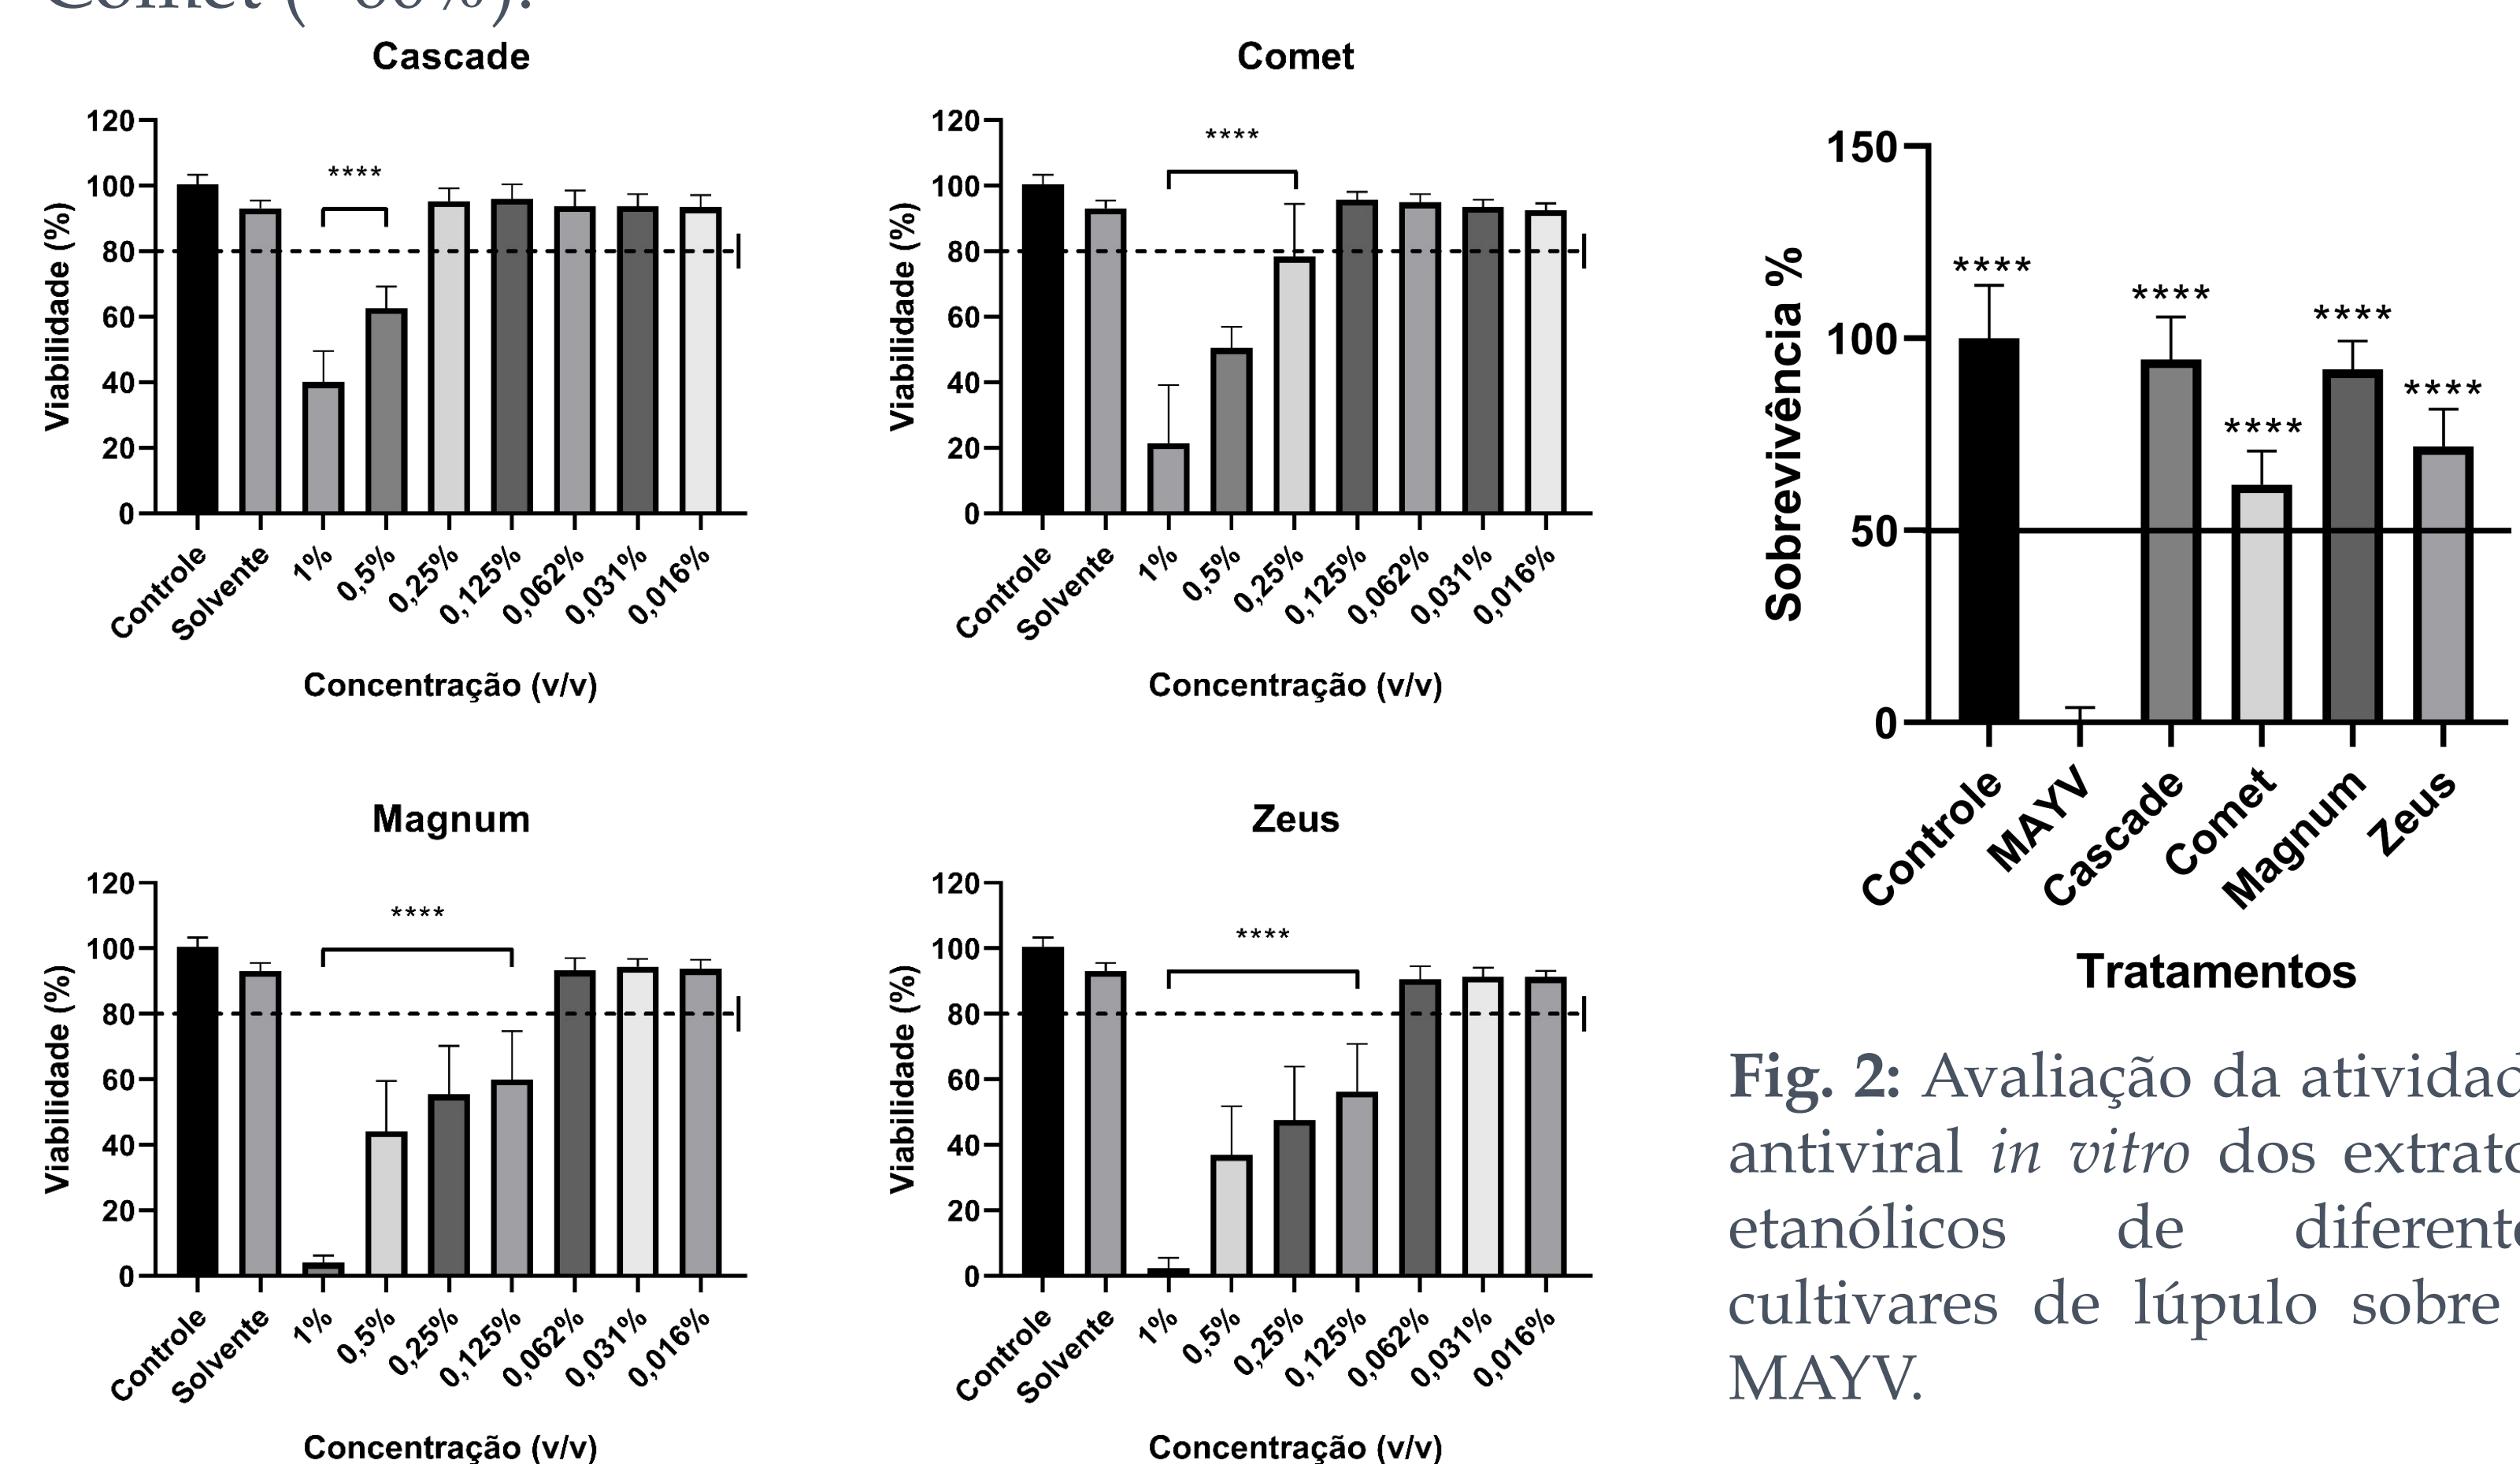 Comet (~60%).
Cascade
****
120
100
80
60
40
20
0
Viabilidade (%)
Controle
Solvente
1%
0,5%
0,25%
0,125%
0,062%
0,031%
0,016%
Concentração (v/v)
Comet
****
120
100
80
60
40
20
0
Viabilidade (%)
Controle
Solvente
1%
0,5%
0,25%
0,125%
0,062%
0,031%
0,016%
Concentração (v/v)
Magnum
****
120
100
80
60
40
20
0
Viabilidade (%)
Controle
Solvente
1%
0,5%
0,25%
0,125%
0,062%
0,031%
0,016%
Concentração (v/v)
Zeus
****
120
100
80
60
40
20
0
Viabilidade (%)
Controle
Solvente
1%
0,5%
0,25%
0,125%
0,062%
0,031%
0,016%
Concentração (v/v)
150
100
50
0
Sobrevivência %
****
****
****
****
****
Controle
MAYV
Cascade
Comet
Magnum
Zeus
Tratamentos
Fig. 2: Avaliação da atividad
antiviral in vitro dos extrato
etanólicos de diferent
cultivares de lúpulo sobre
MAYV.